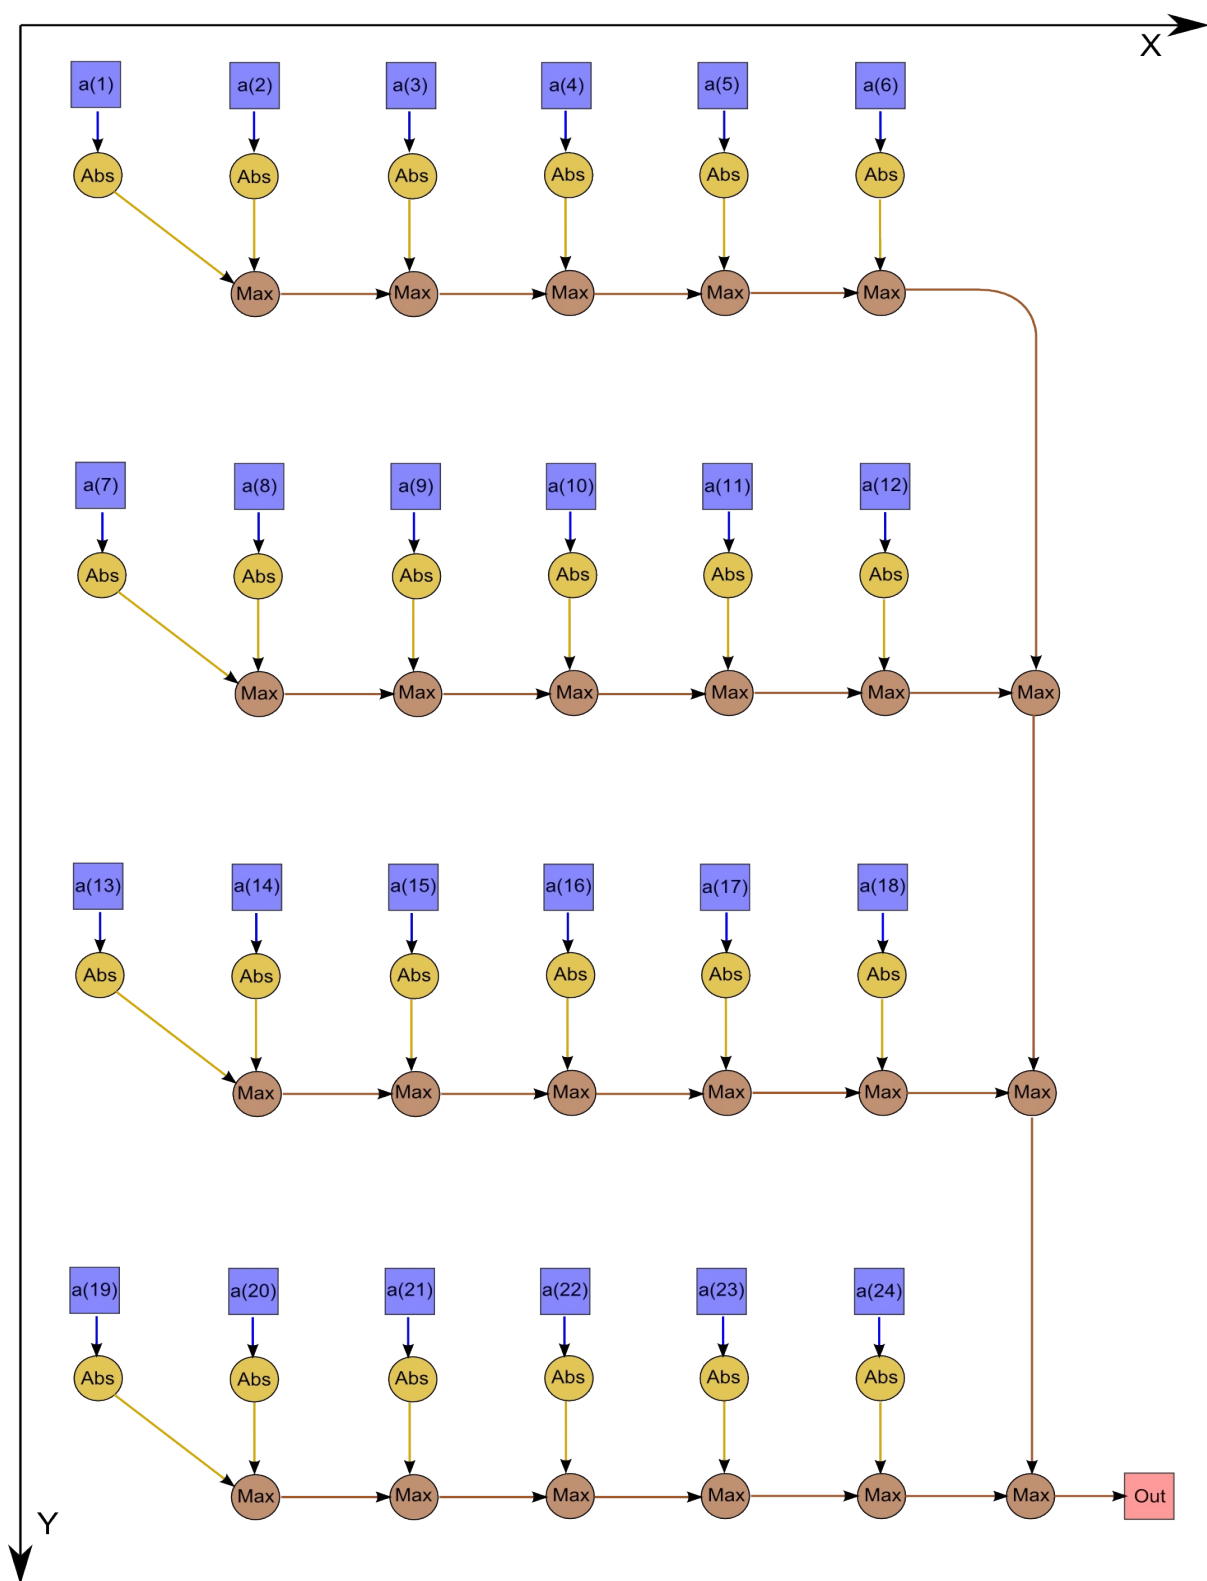 X
a(1) a(2) a(3) a(4) a(5) a(6)
Abs Abs Abs Abs Abs Abs
Max Max Max Max Max
a(7) a(8) a(9) a(10) a(11) a(12)
Abs Abs Abs Abs Abs Abs
Max Max Max Max Max Max
a(13) a(14) a(15) a(16) a(17) a(18)
Abs Abs Abs Abs Abs Abs
Max Max Max Max Max Max
a(19) a(20) a(21) a(22) a(23) a(24)
Abs Abs Abs Abs Abs Abs
Max Max Max Max Max Max Out
Y